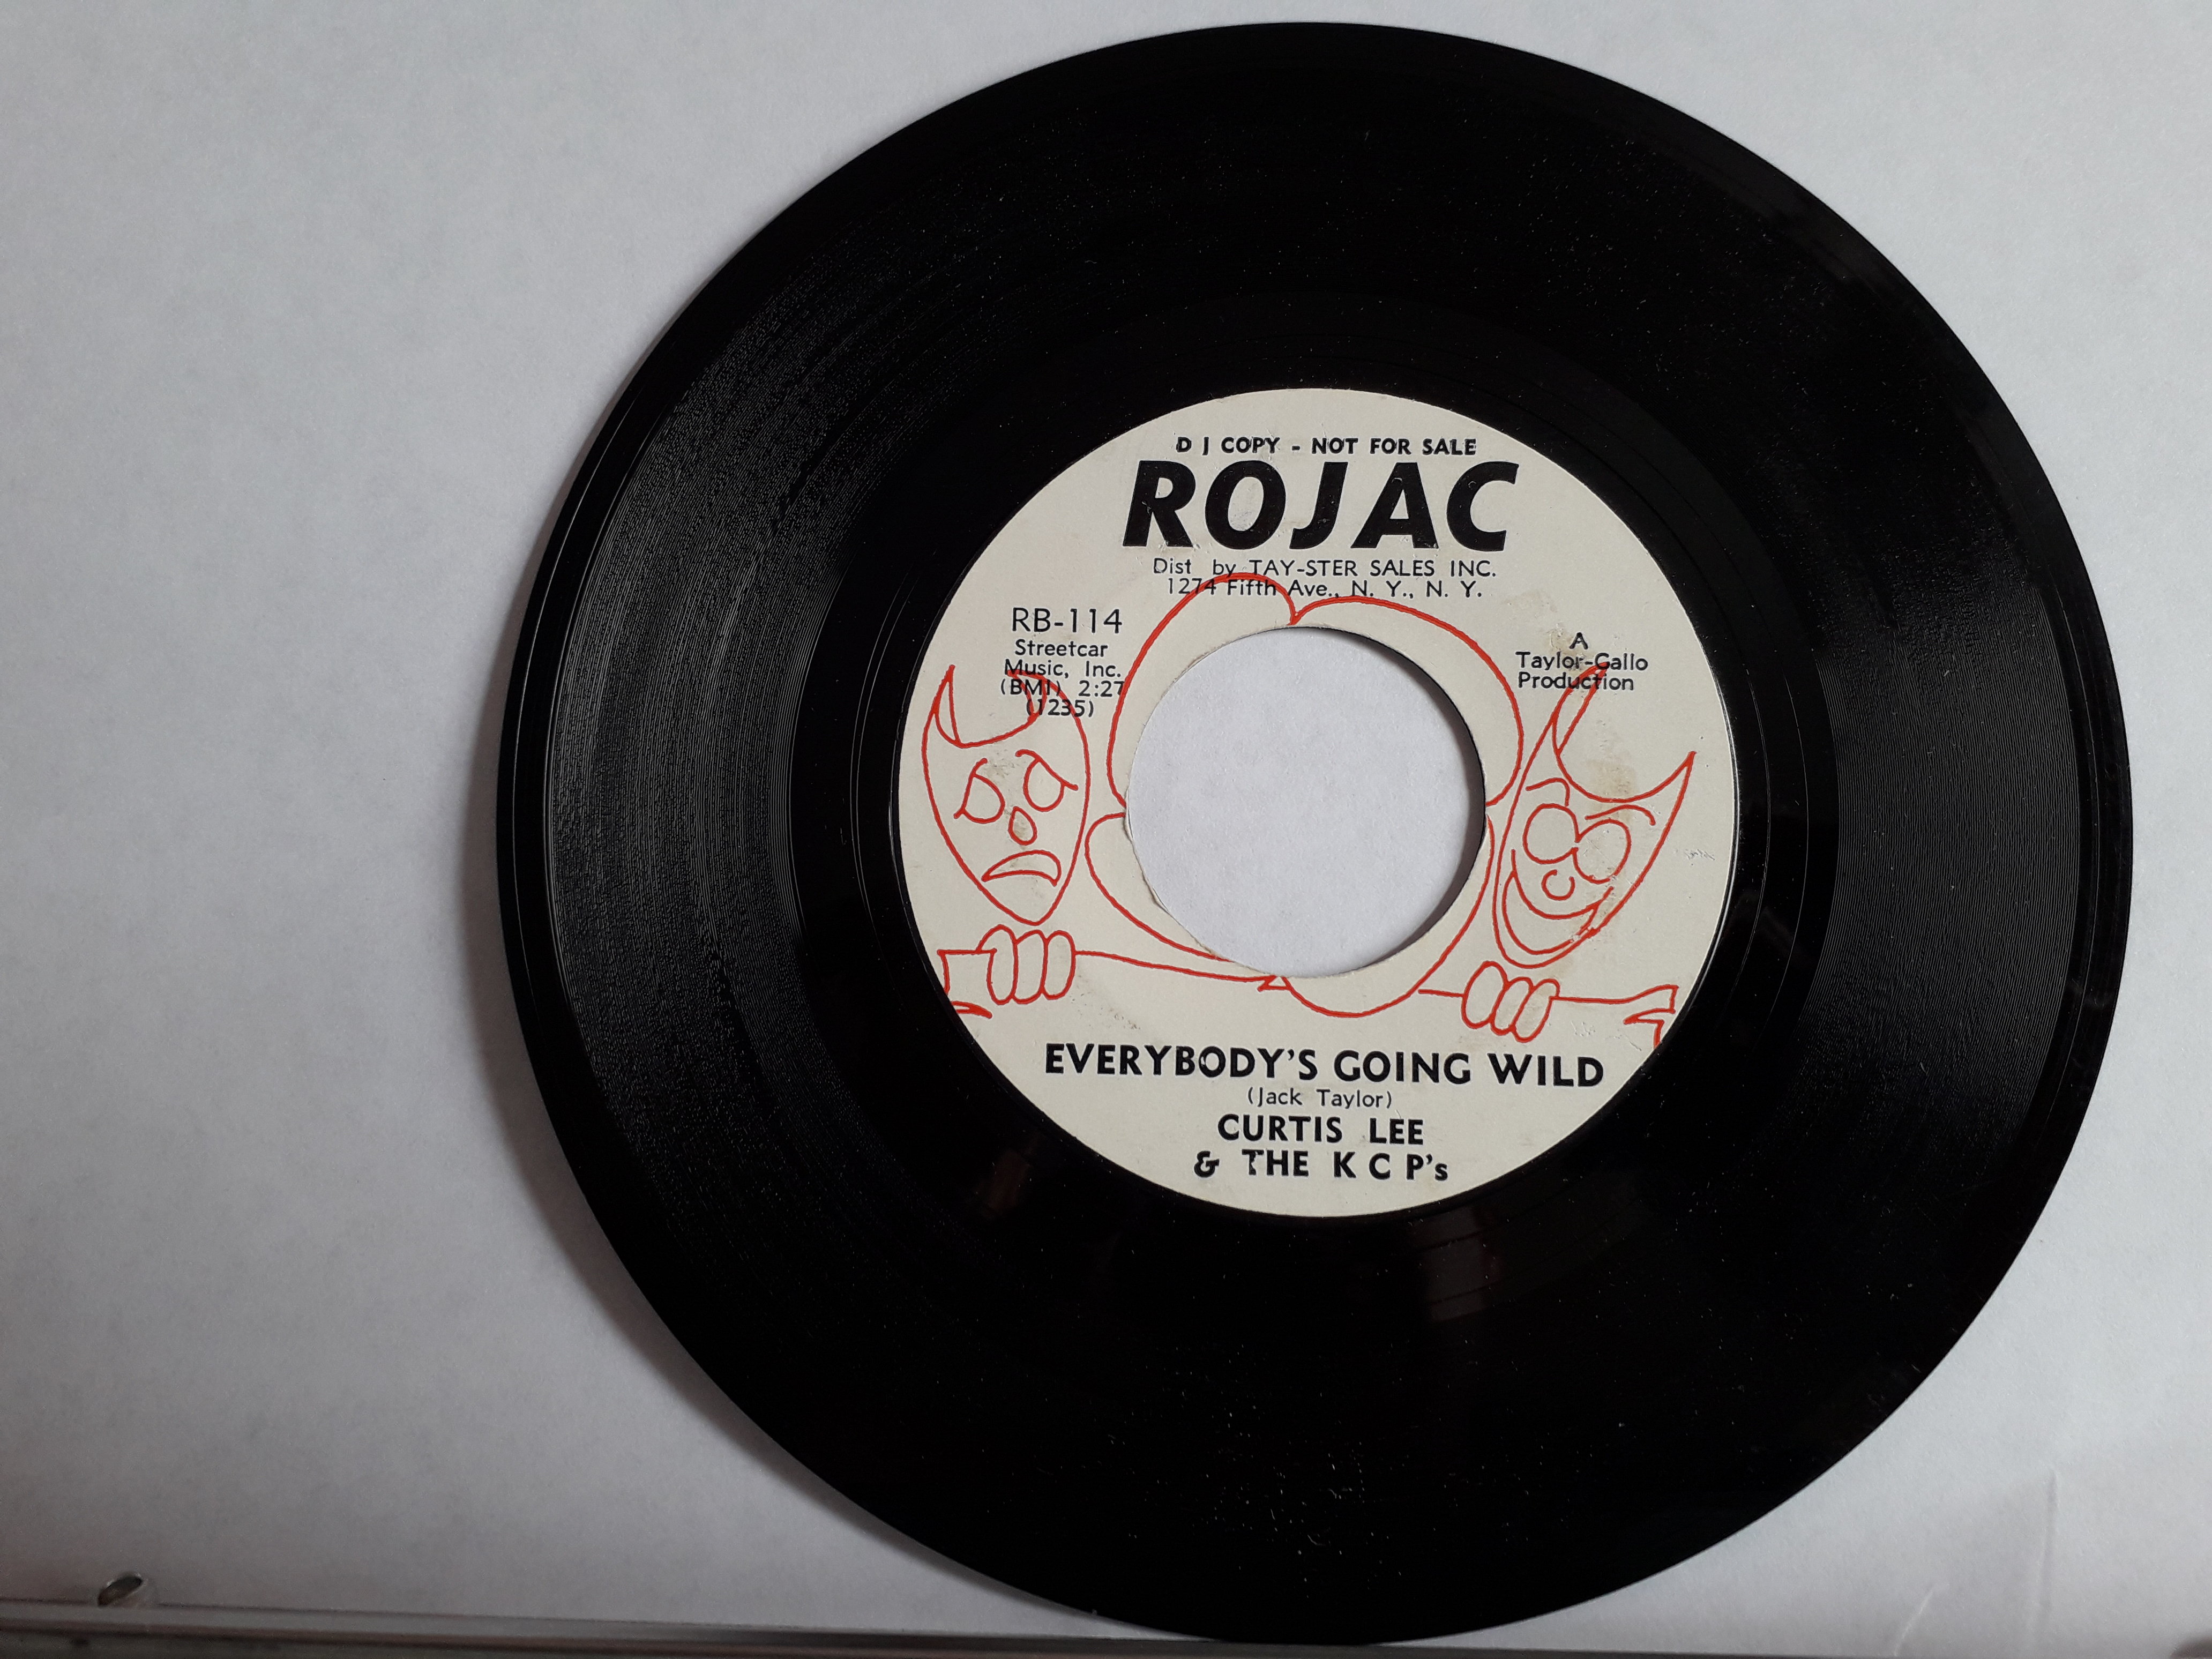 D J COPY - NOT FOR SALE
ROJAC
Dist by TAY-STER SALES INC.
1274 Fifth Ave., N. Y., N. Y.
RB-114
Streetcar
Music, Inc.
(BMI) 2:27
(1235)
A
Taylor-Gallo
Production
EVERYBODY'S GOING WILD
(Jack Taylor)
CURTIS LEE
& THE K C P's